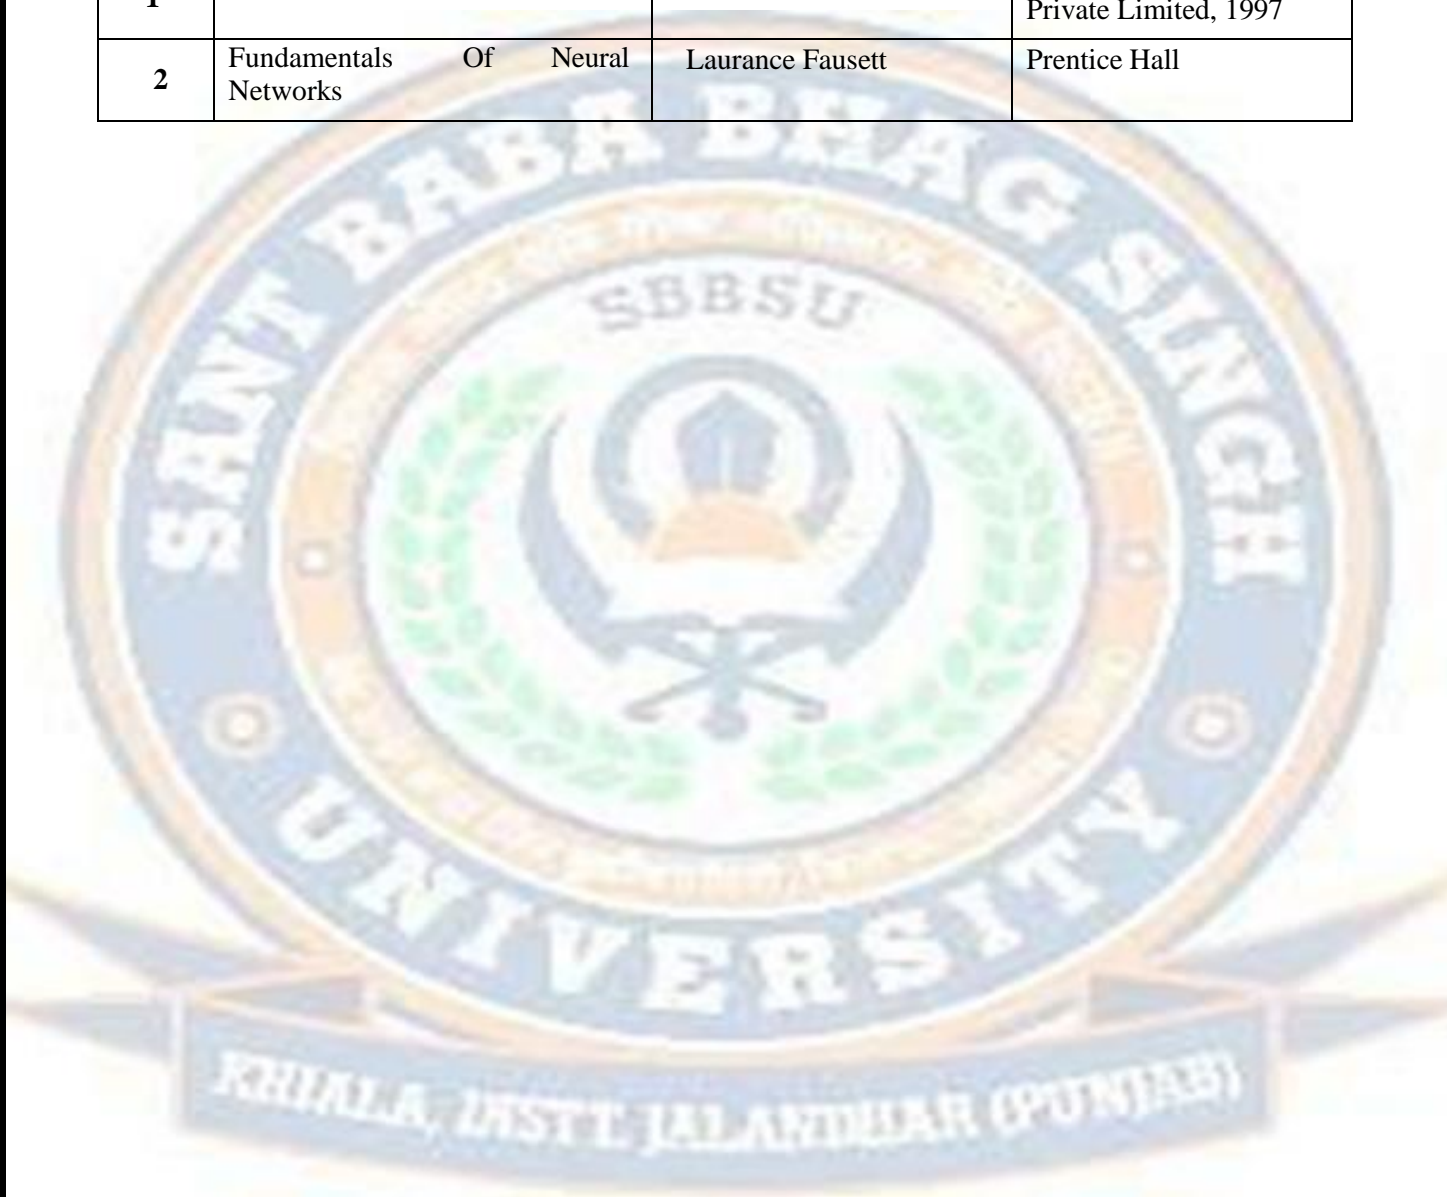 Private Limited, 1997
2 Fundamentals Of Neural Laurance Fausett Prentice Hall
Networks
SANT BABA BHAG SINGH
SBBSU
UNIVERSITY
KHIALA, DISTT. JALANDHAR (PUNJAB)